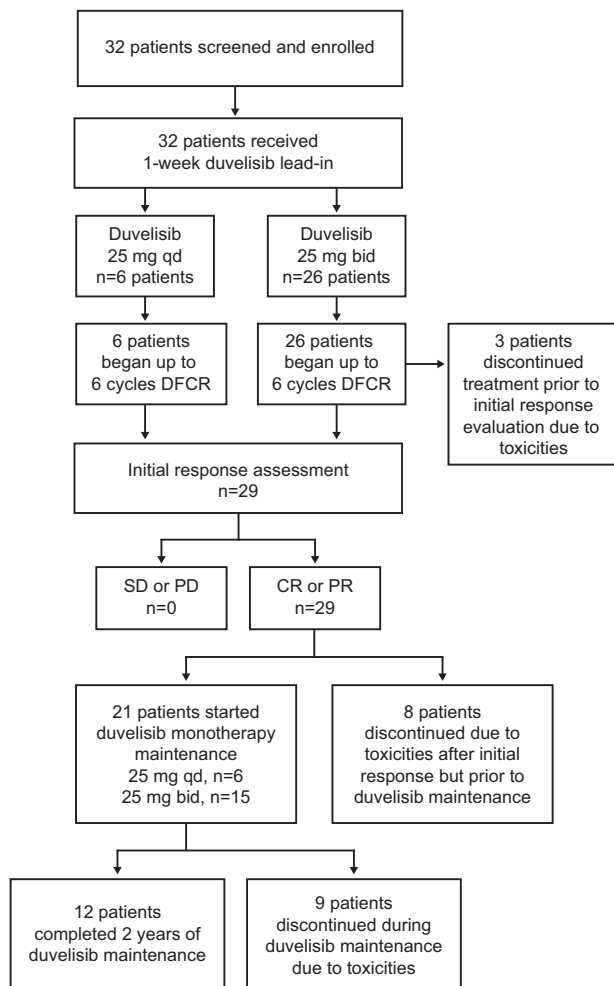 32 patients screened and enrolled
32 patients received
1-week duvelisib lead-in
Duvelisib
25 mg qd
n=6 patients
Duvelisib
25 mg bid
n=26 patients
6 patients
began up to
6 cycles DFCR
26 patients
began up to
6 cycles DFCR
3 patients
discontinued
treatment prior to
initial response
evaluation due to
toxicities
Initial response assessment
n=29
SD or PD
n=0
CR or PR
n=29
21 patients started
duvelisib monotherapy
maintenance
25 mg qd, n=6
25 mg bid, n=15
8 patients
discontinued due to
toxicities after initial
response but prior to
duvelisib maintenance
12 patients
completed 2 years of
duvelisib maintenance
9 patients
discontinued during
duvelisib maintenance
due to toxicities